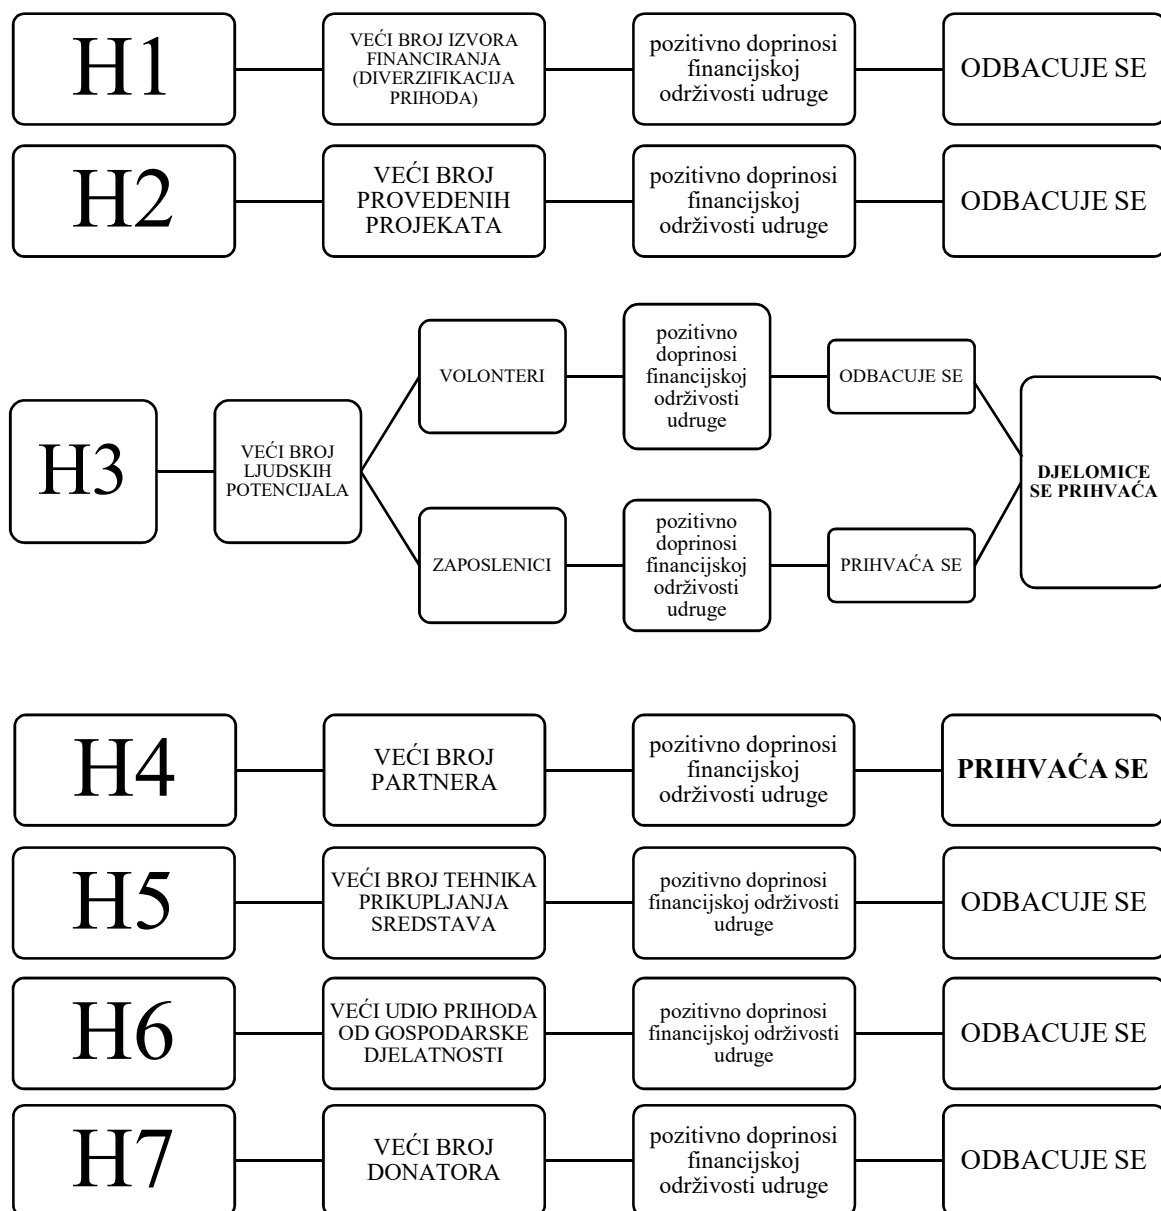 H1
VEĆI BROJ IZVORA
FINANCIRANJA
(DIVERZIFIKACIJA
PRIHODA)
pozitivno doprinosi
financijskoj
održivosti udruge
ODBACUJE SE
H2
VEĆI BROJ
PROVEDENIH
PROJEKATA
pozitivno doprinosi
financijskoj
održivosti udruge
ODBACUJE SE
H3
VEĆI BROJ
LJUDSKIH
POTENCIJALA
VOLONTERI
pozitivno
doprinosi
financijskoj
održivosti
udruge
ODBACUJE SE
ZAPOSLENICI
pozitivno
doprinosi
financijskoj
održivosti
udruge
PRIHVAĆA SE
DJELOMICE
SE PRIHVAĆA
H4
VEĆI BROJ
PARTNERA
pozitivno doprinosi
financijskoj
održivosti udruge
PRIHVAĆA SE
H5
VEĆI BROJ TEHNIKA
PRIKUPLJANJA
SREDSTAVA
pozitivno doprinosi
financijskoj održivosti
udruge
ODBACUJE SE
H6
VEĆI UDIO PRIHODA
OD GOSPODARSKE
DJELATNOSTI
pozitivno doprinosi
financijskoj održivosti
udruge
ODBACUJE SE
H7
VEĆI BROJ
DONATORA
pozitivno doprinosi
financijskoj
održivosti udruge
ODBACUJE SE